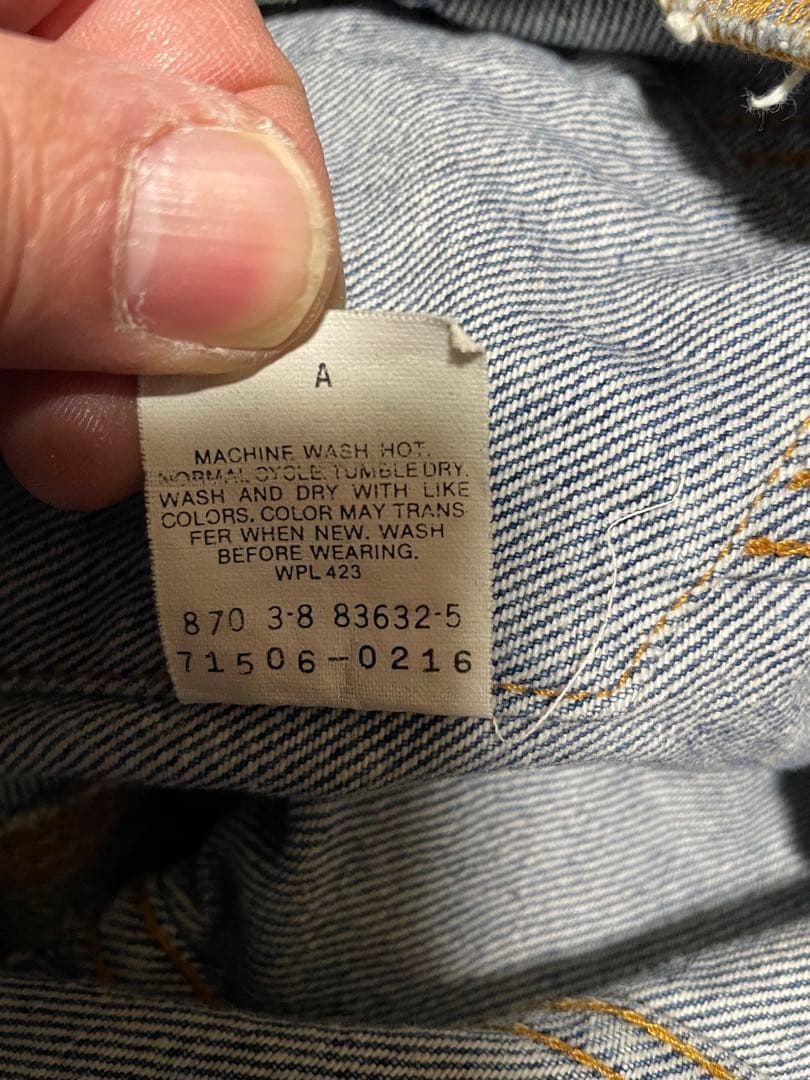 A
MACHINE WASH HOT.
NORMAL CYCLE. TUMBLE DRY.
WASH AND DRY WITH LIKE
COLORS. COLOR MAY TRANS
FER WHEN NEW. WASH
BEFORE WEARING.
WPL 423
870 3-8 83632-5
71506-0216